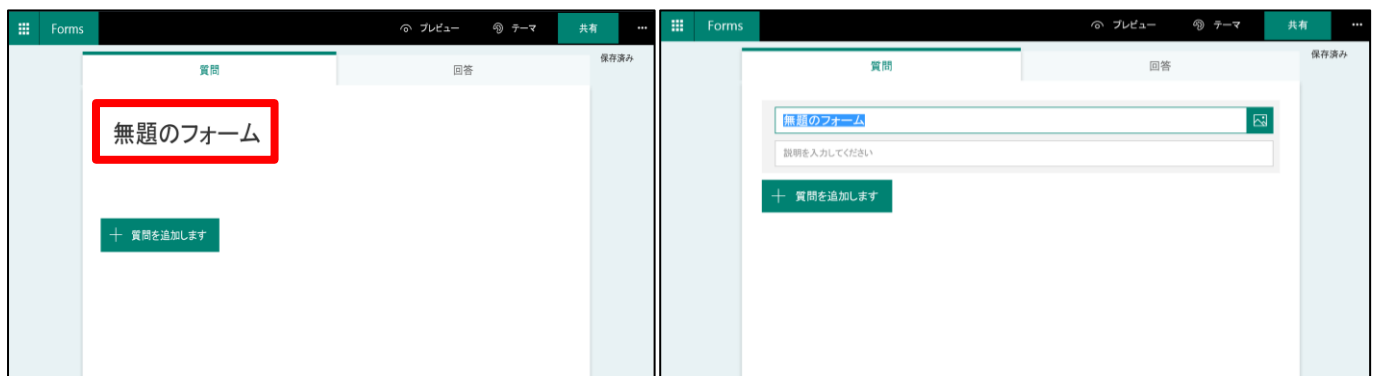 Forms
プレビュー
テーマ
共有
保存済み
質問
回答
無題のフォーム
質問を追加します
Forms
プレビュー
テーマ
共有
保存済み
質問
回答
無題のフォーム
説明を入力してください
質問を追加します